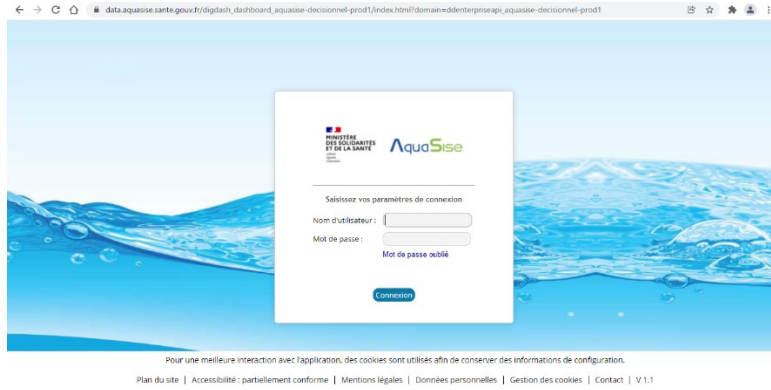 data.aquasise.sante.gouv.fr/digdash_dashboard_aquasise-decisionnel-prod1/index.html?domain=ddenterpriseapi_aquasise-decisionnel-prod1
MINISTÈRE
DES SOLIDARITÉS
ET DE LA SANTÉ
AquaSise
Saisissez vos paramètres de connexion
Nom d'utilisateur :
Mot de passe :
Mot de passe oublié
Connexion
Pour une meilleure interaction avec l'application, des cookies sont utilisés afin de conserver des informations de configuration.
Plan du site | Accessibilité : partiellement conforme | Mentions légales | Données personnelles | Gestion des cookies | Contact | V 1.1